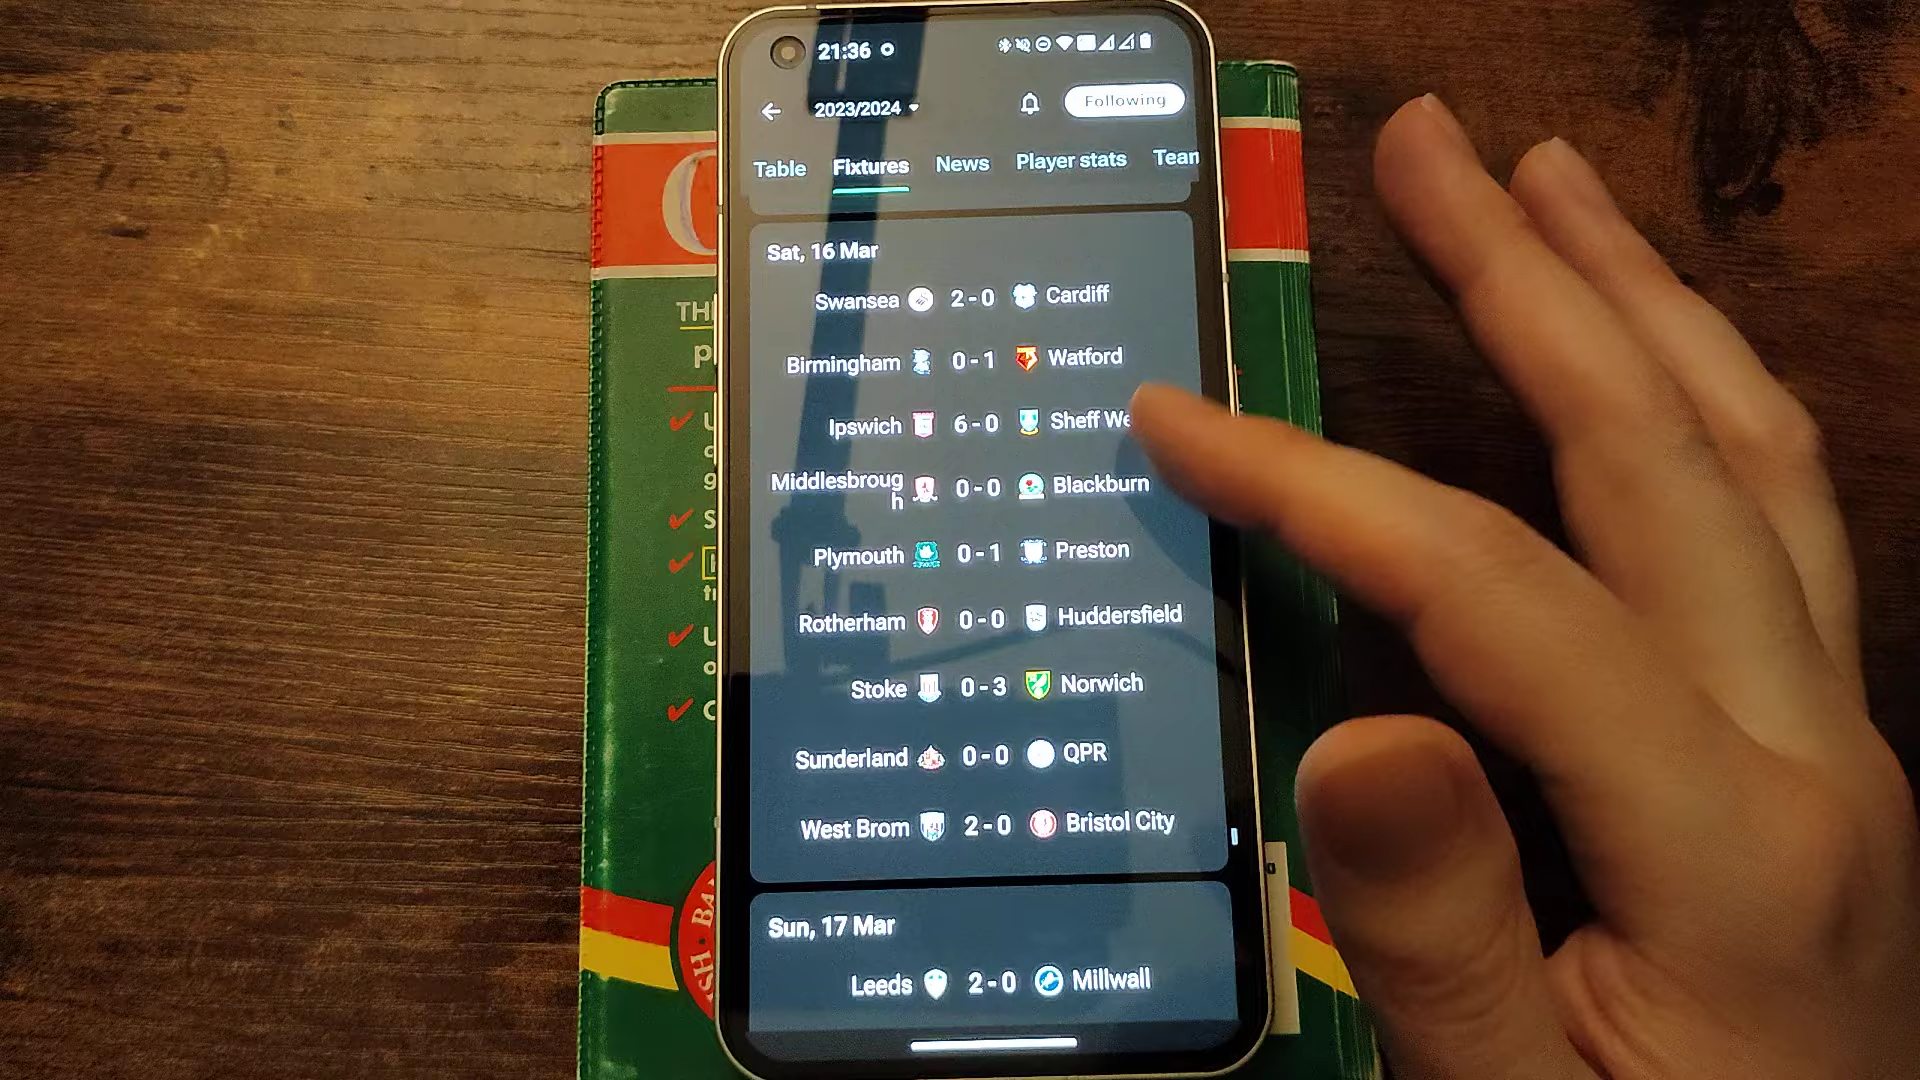 21:36
2023/2024
Following
Table Fixtures News Player stats
Sat, 16 Mar
Swansea 2 - 0 Cardiff
Birmingham 0 - 1 Watford
Ipswich 6 - 0 Sheff We
Middlesbroug
h 0 - 0 Blackburn
Plymouth 0 - 1 Preston
Rotherham 0 - 0 Huddersfield
Stoke 0 - 3 Norwich
Sunderland 0 - 0 QPR
West Brom 2 - 0 Bristol City
Sun, 17 Mar
Leeds 2 - 0 Millwall